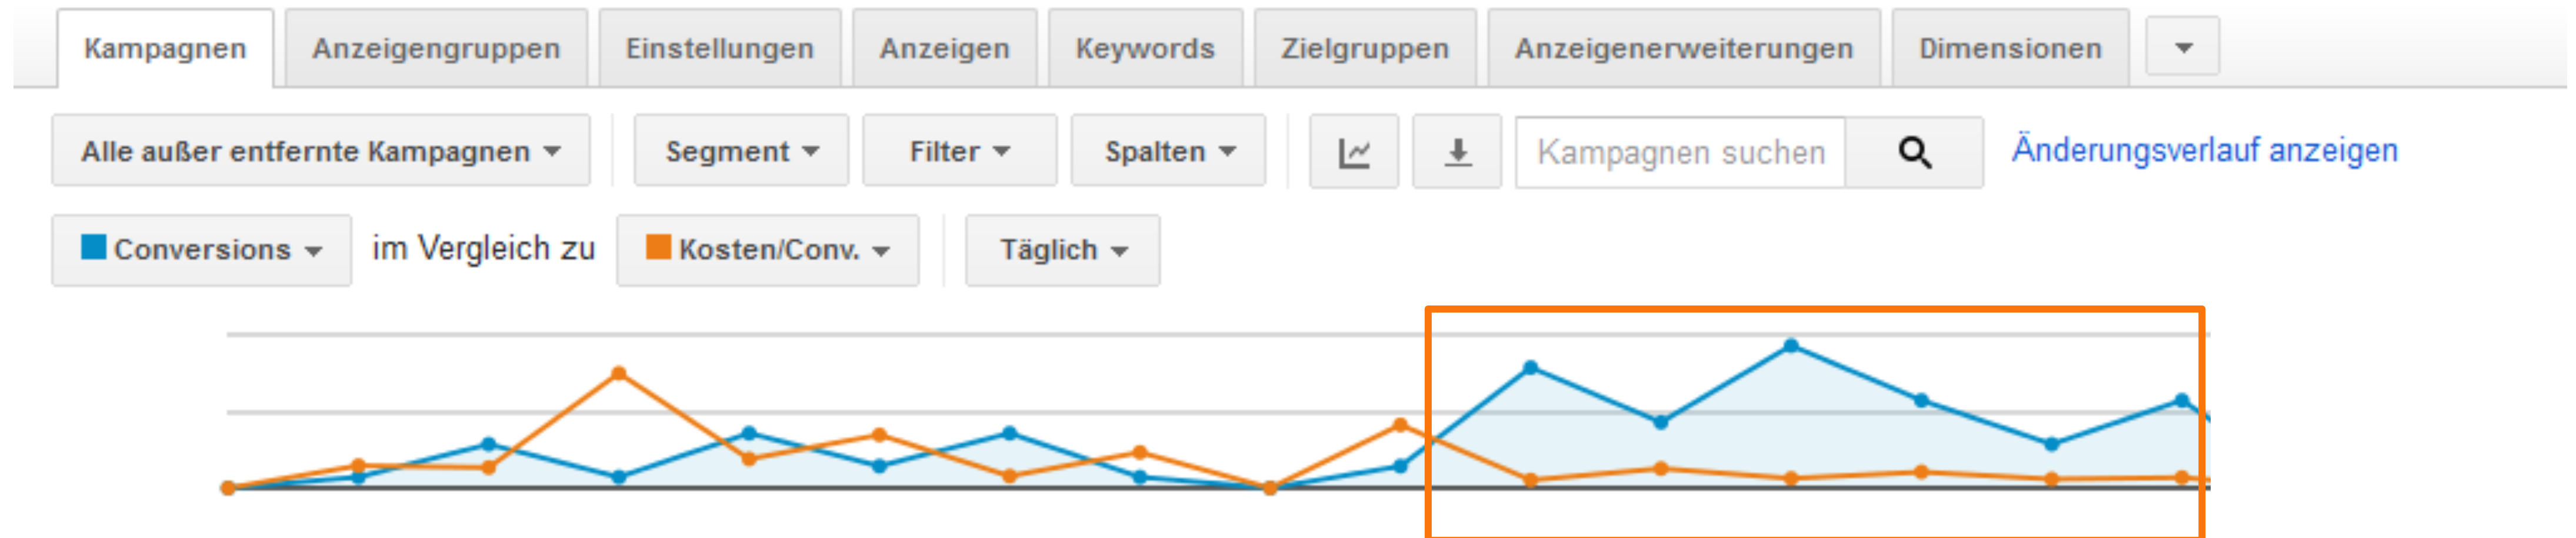 Kampagnen Anzeigengruppen Einstellungen Anzeigen Keywords Zielgruppen Anzeigenerweiterungen Dimensionen
Alle außer entfernte Kampagnen Segment Filter Spalten Kampagnen suchen Änderungsverlauf anzeigen
Conversions im Vergleich zu Kosten/Conv. Täglich